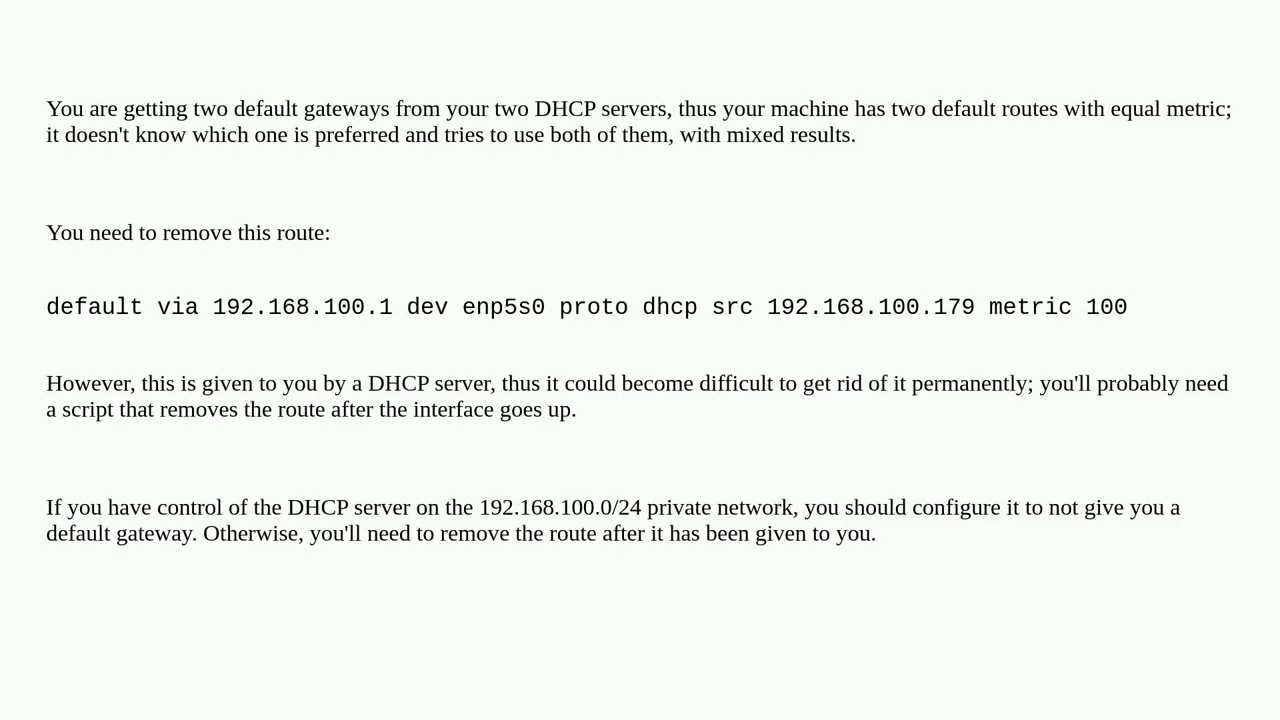 You are getting two default gateways from your two DHCP servers, thus your machine has two default routes with equal metric;
it doesn't know which one is preferred and tries to use both of them, with mixed results.
You need to remove this route:
default via 192.168.100.1 dev enp5s0 proto dhcp src 192.168.100.179 metric 100
However, this is given to you by a DHCP server, thus it could become difficult to get rid of it permanently; you'll probably need
a script that removes the route after the interface goes up.
If you have control of the DHCP server on the 192.168.100.0/24 private network, you should configure it to not give you a
default gateway. Otherwise, you'll need to remove the route after it has been given to you.